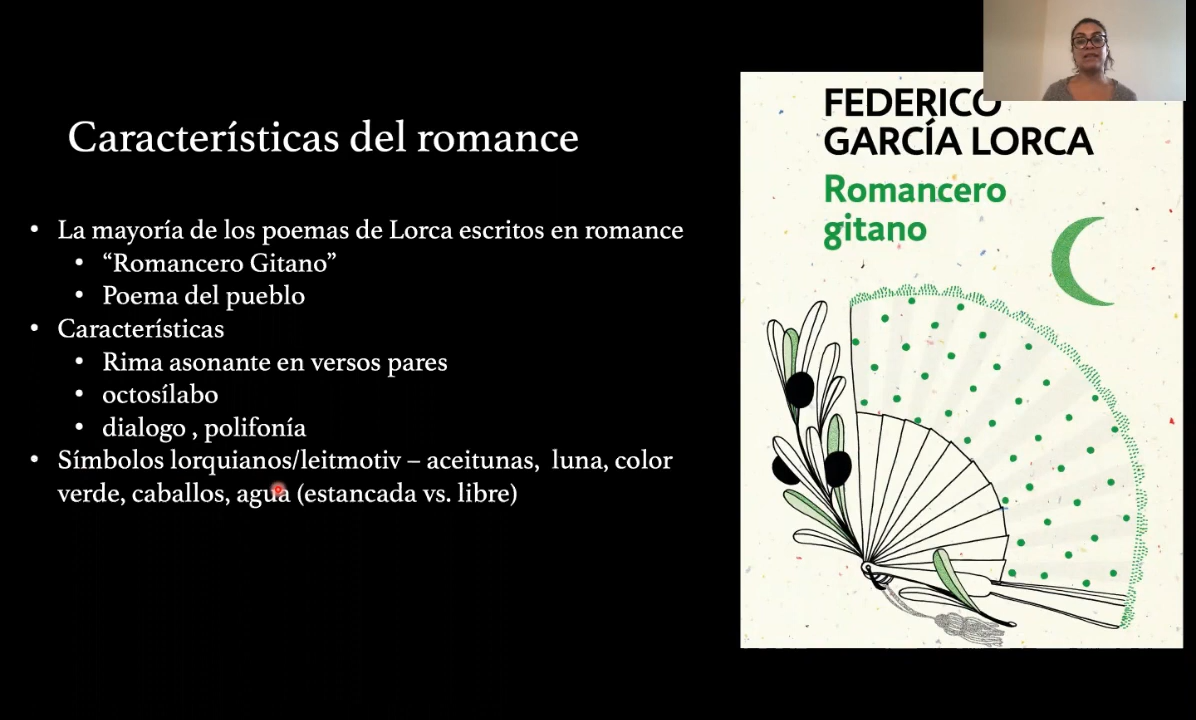 Características del romance
• La mayoría de los poemas de Lorca escritos en romance
• “Romancero Gitano”
• Poema del pueblo
• Características
• Rima asonante en versos pares
• octosílabo
• dialogo , polifonía
• Símbolos lorquianos/leitmotiv – aceitunas, luna, color
verde, caballos, agua (estancada vs. libre)
FEDERICO
GARCÍA LORCA
Romancero
gitano